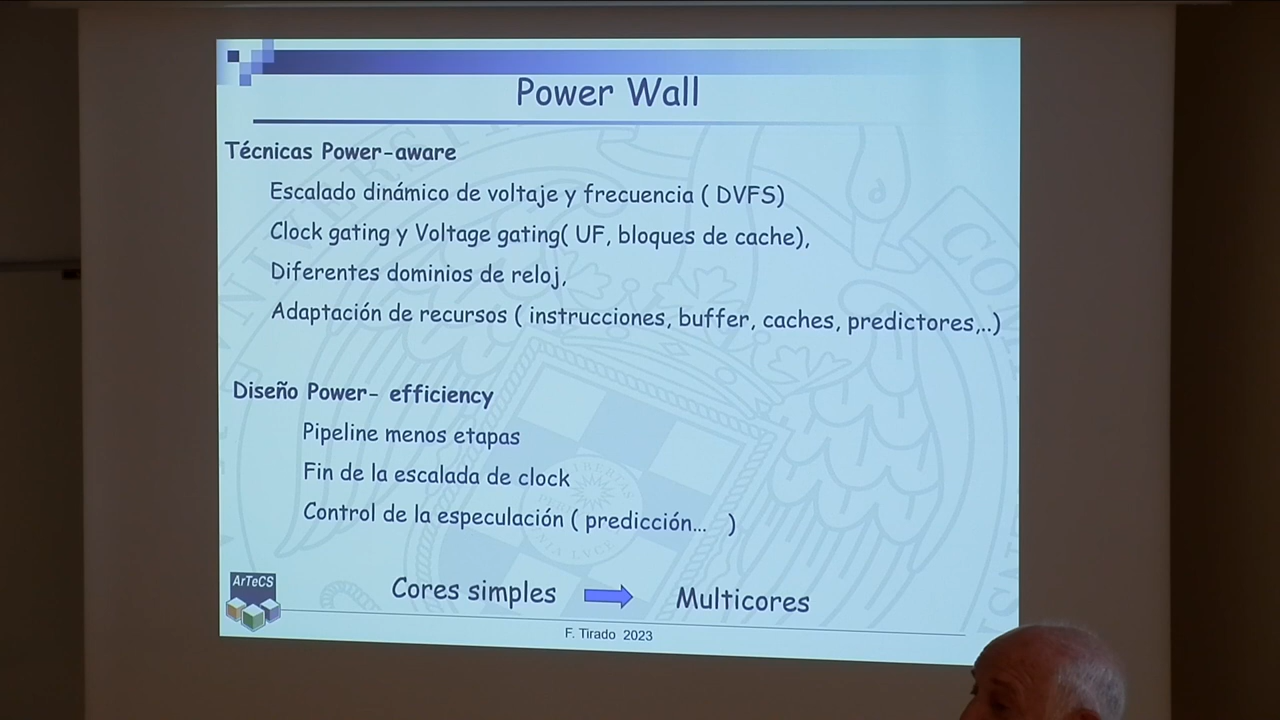 Power Wall
Técnicas Power-aware
Escalado dinámico de voltaje y frecuencia ( DVFS)
Clock gating y Voltage gating( UF, bloques de cache),
Diferentes dominios de reloj,
Adaptación de recursos ( instrucciones, buffer, caches, predictores,..)
Diseño Power- efficiency
Pipeline menos etapas
Fin de la escalada de clock
Control de la especulación ( predicción... )
Cores simples Multicores
ArTeCS
F. Tirado 2023